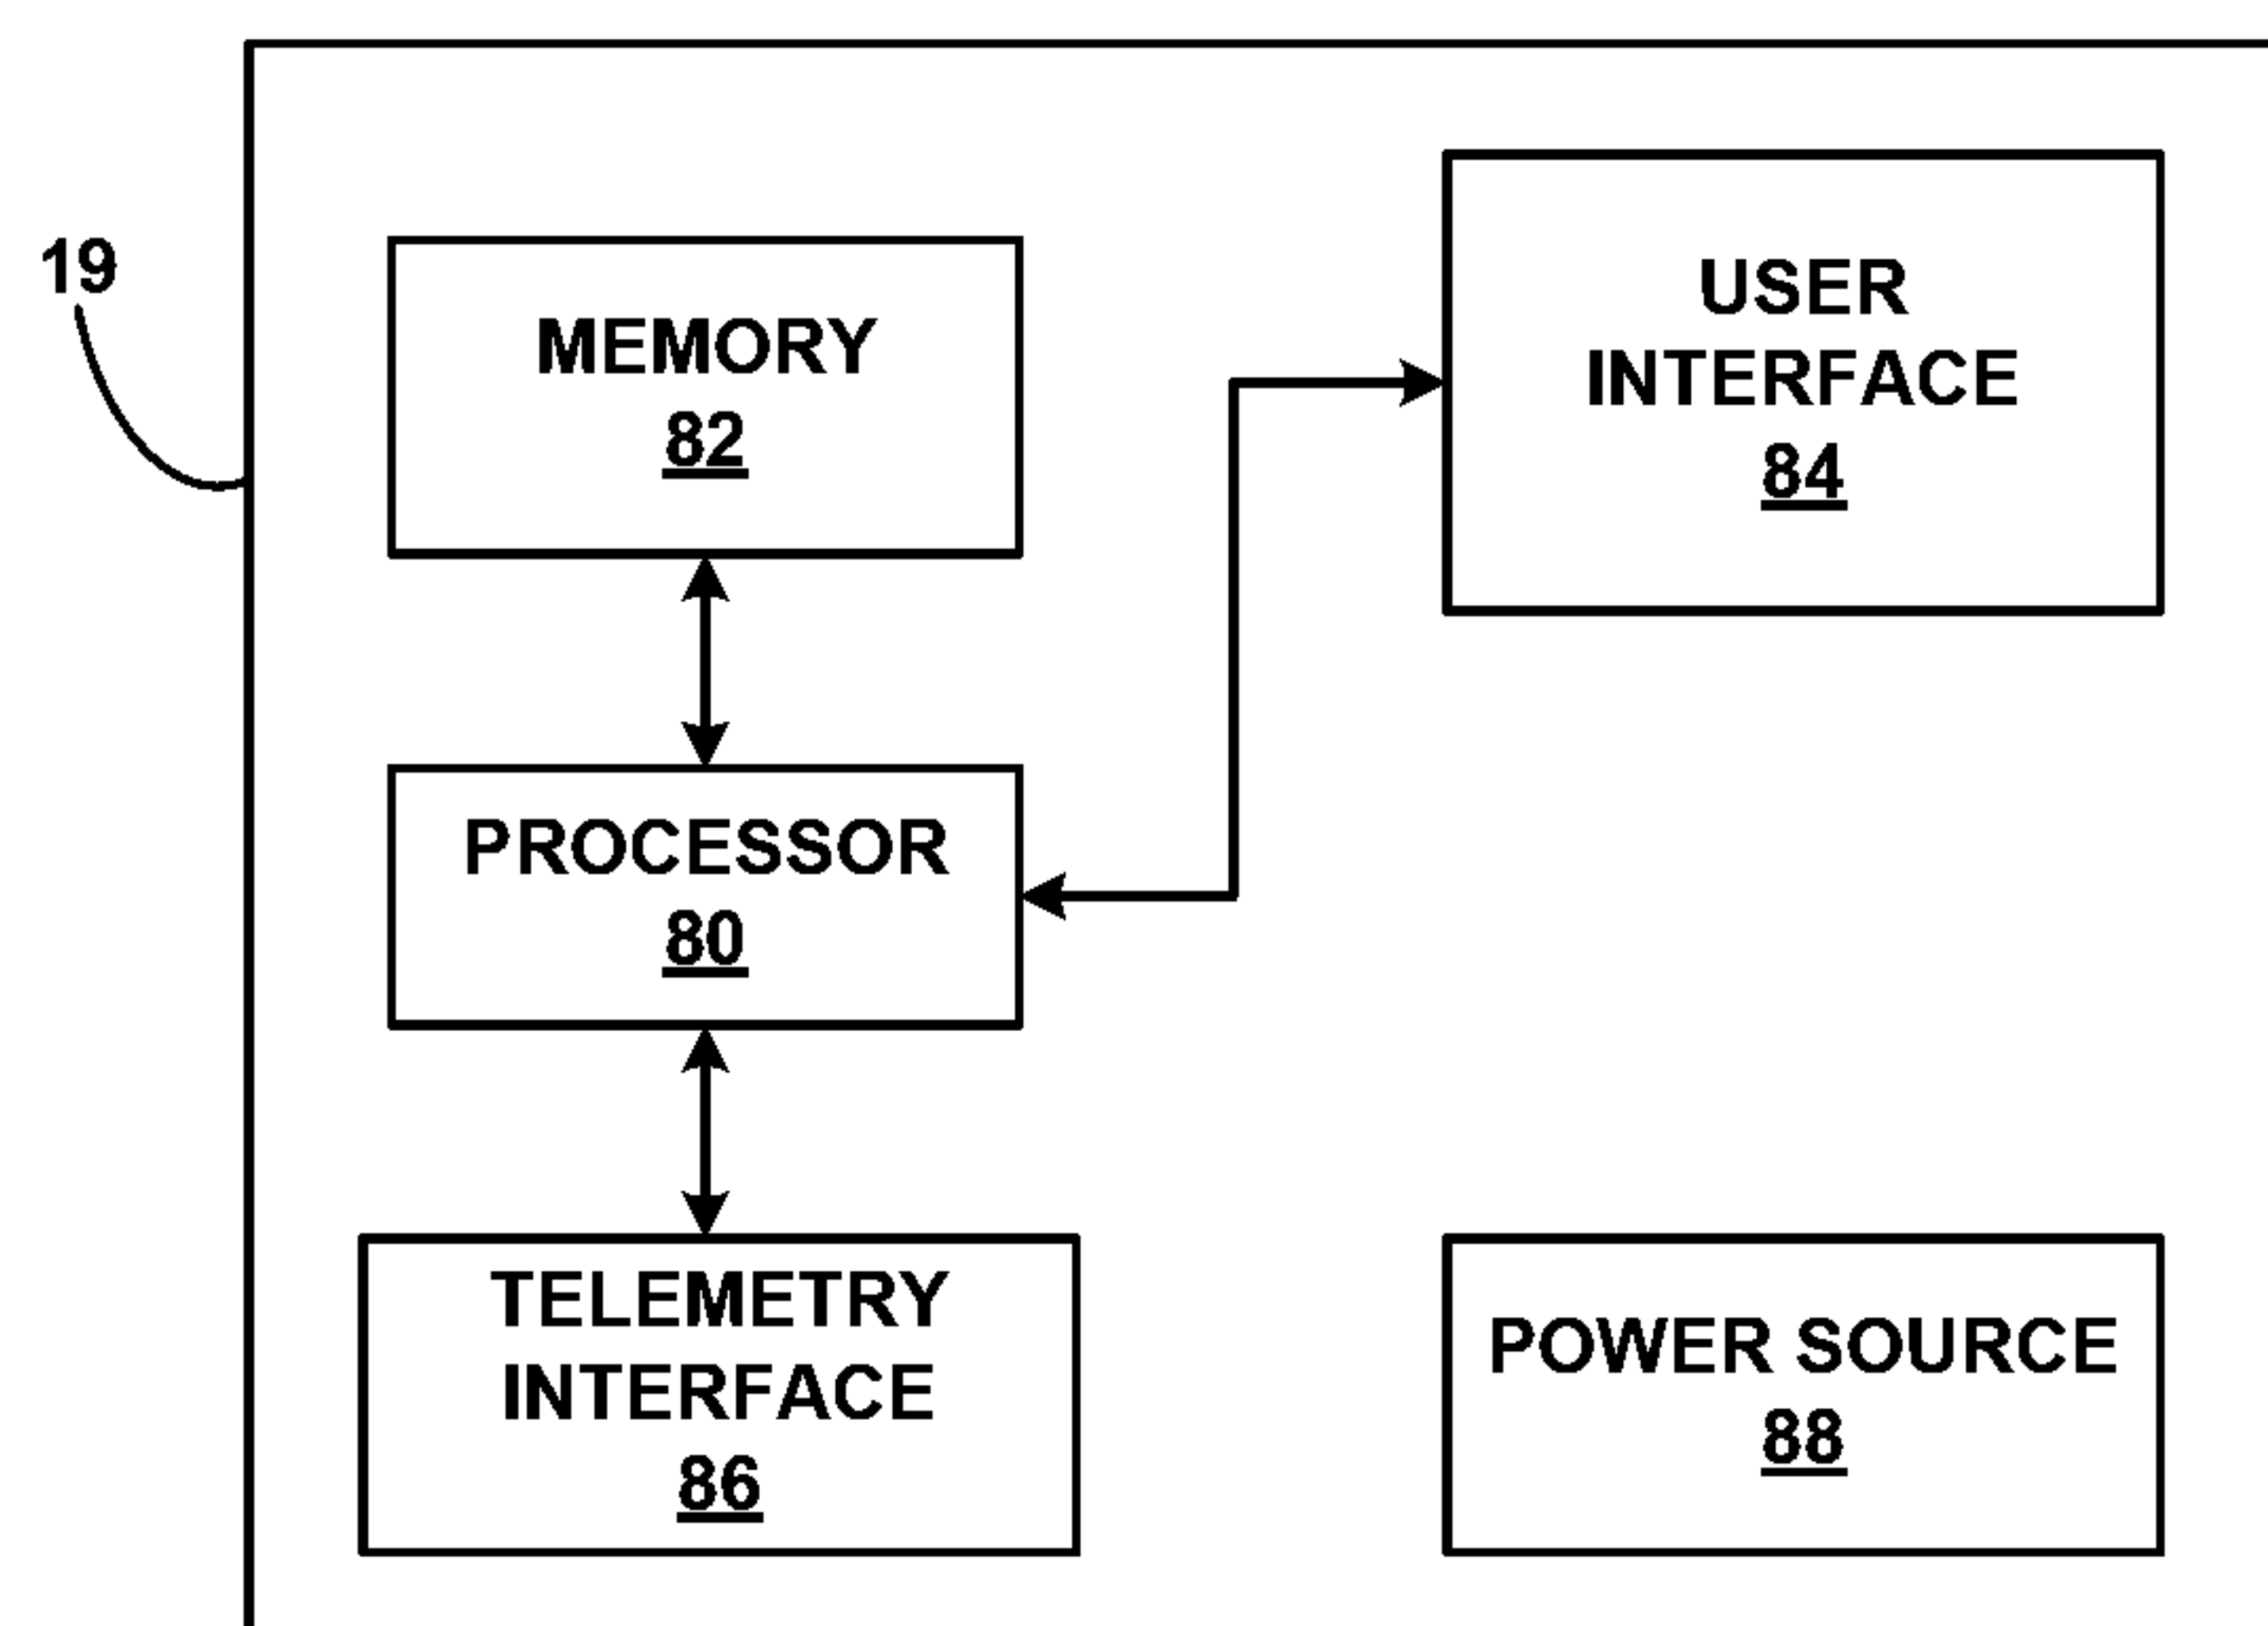 19
MEMORY
82
USER
INTERFACE
84
PROCESSOR
80
TELEMETRY
INTERFACE
86
POWER SOURCE
88